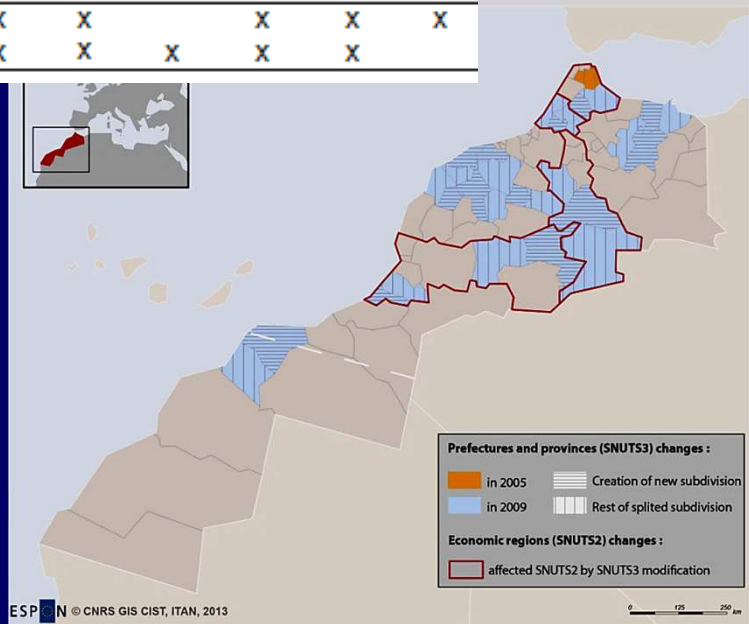 X X X X X
X X X X X
Prefectures and provinces (SNUTS3) changes :
in 2005 Creation of new subdivision
in 2009 Rest of splited subdivision
Economic regions (SNUTS2) changes :
affected SNUTS2 by SNUTS3 modification
ESPON © CNRS GIS CIST, ITAN, 2013
0 125 250 km